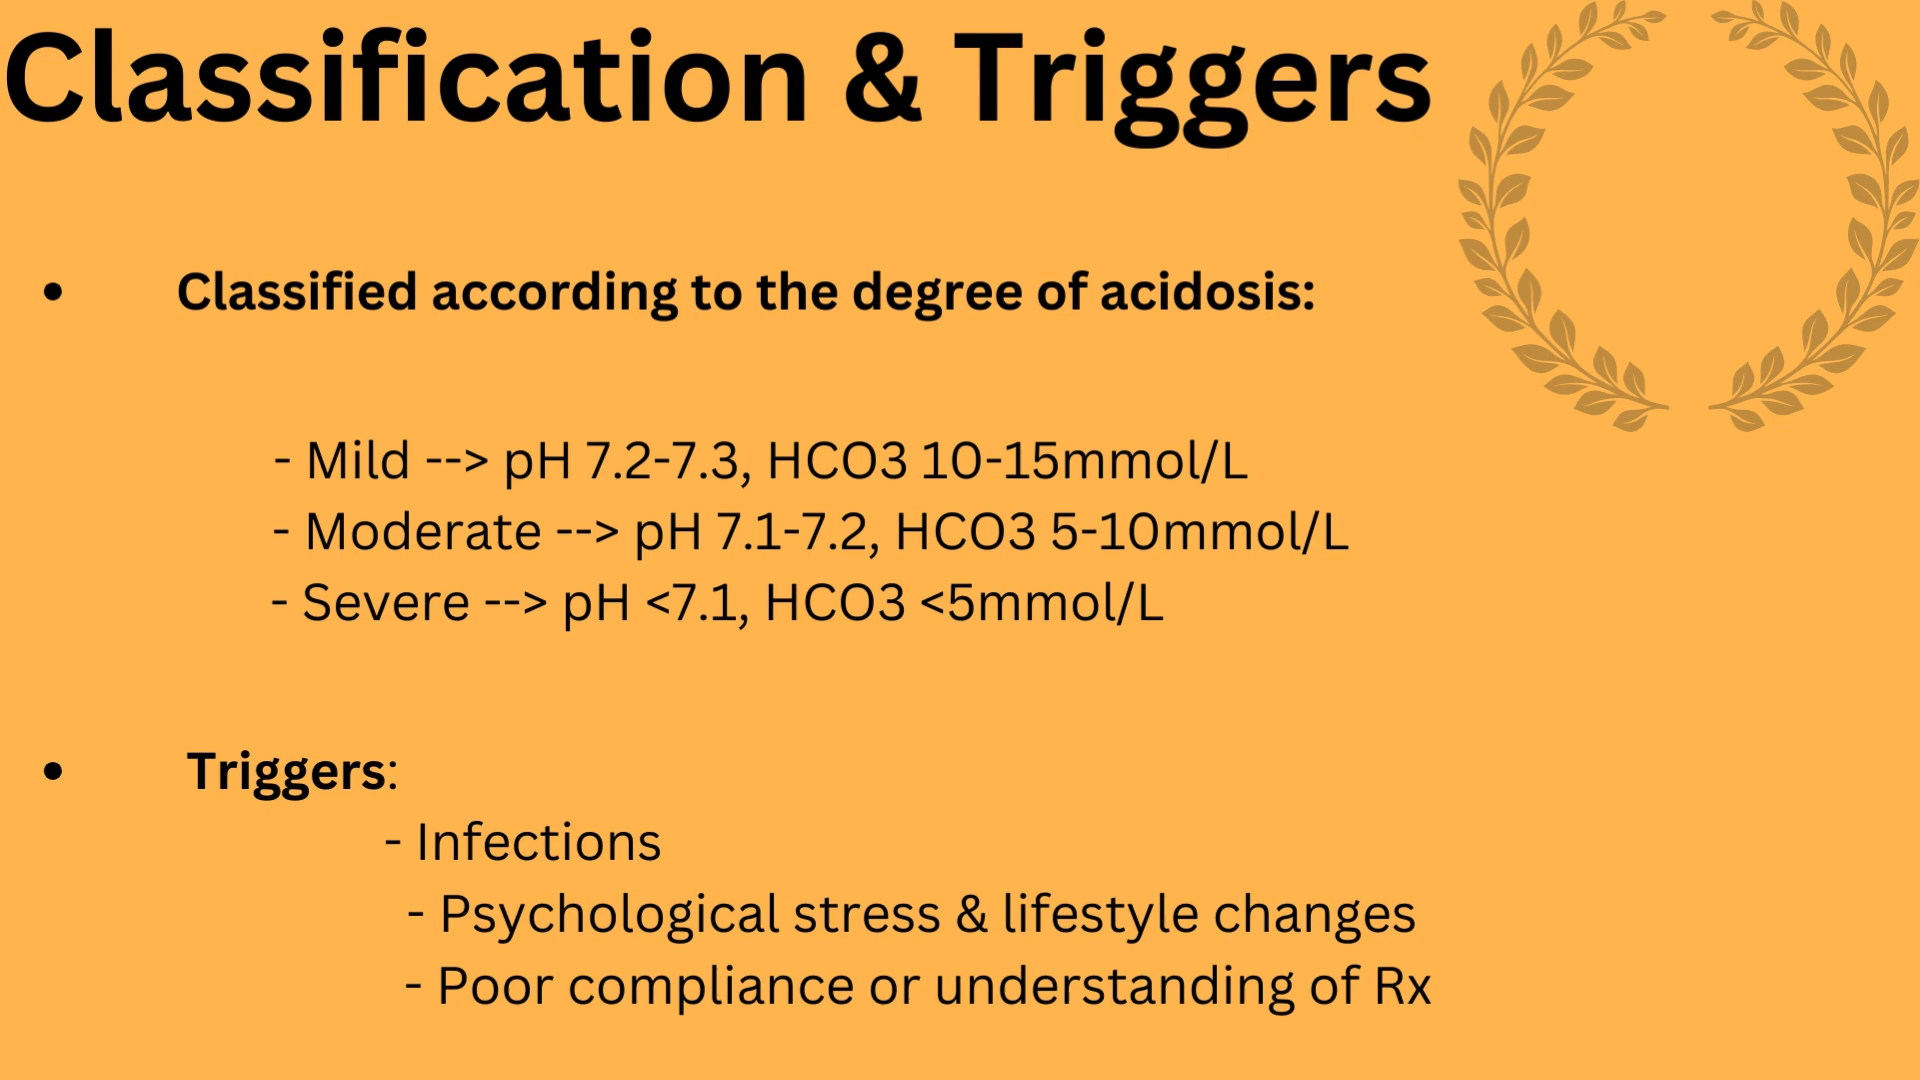 Classification & Triggers
• Classified according to the degree of acidosis:
- Mild --> pH 7.2-7.3, HCO3 10-15mmol/L
- Moderate --> pH 7.1-7.2, HCO3 5-10mmol/L
- Severe --> pH <7.1, HCO3 <5mmol/L
• Triggers:
- Infections
- Psychological stress & lifestyle changes
- Poor compliance or understanding of Rx